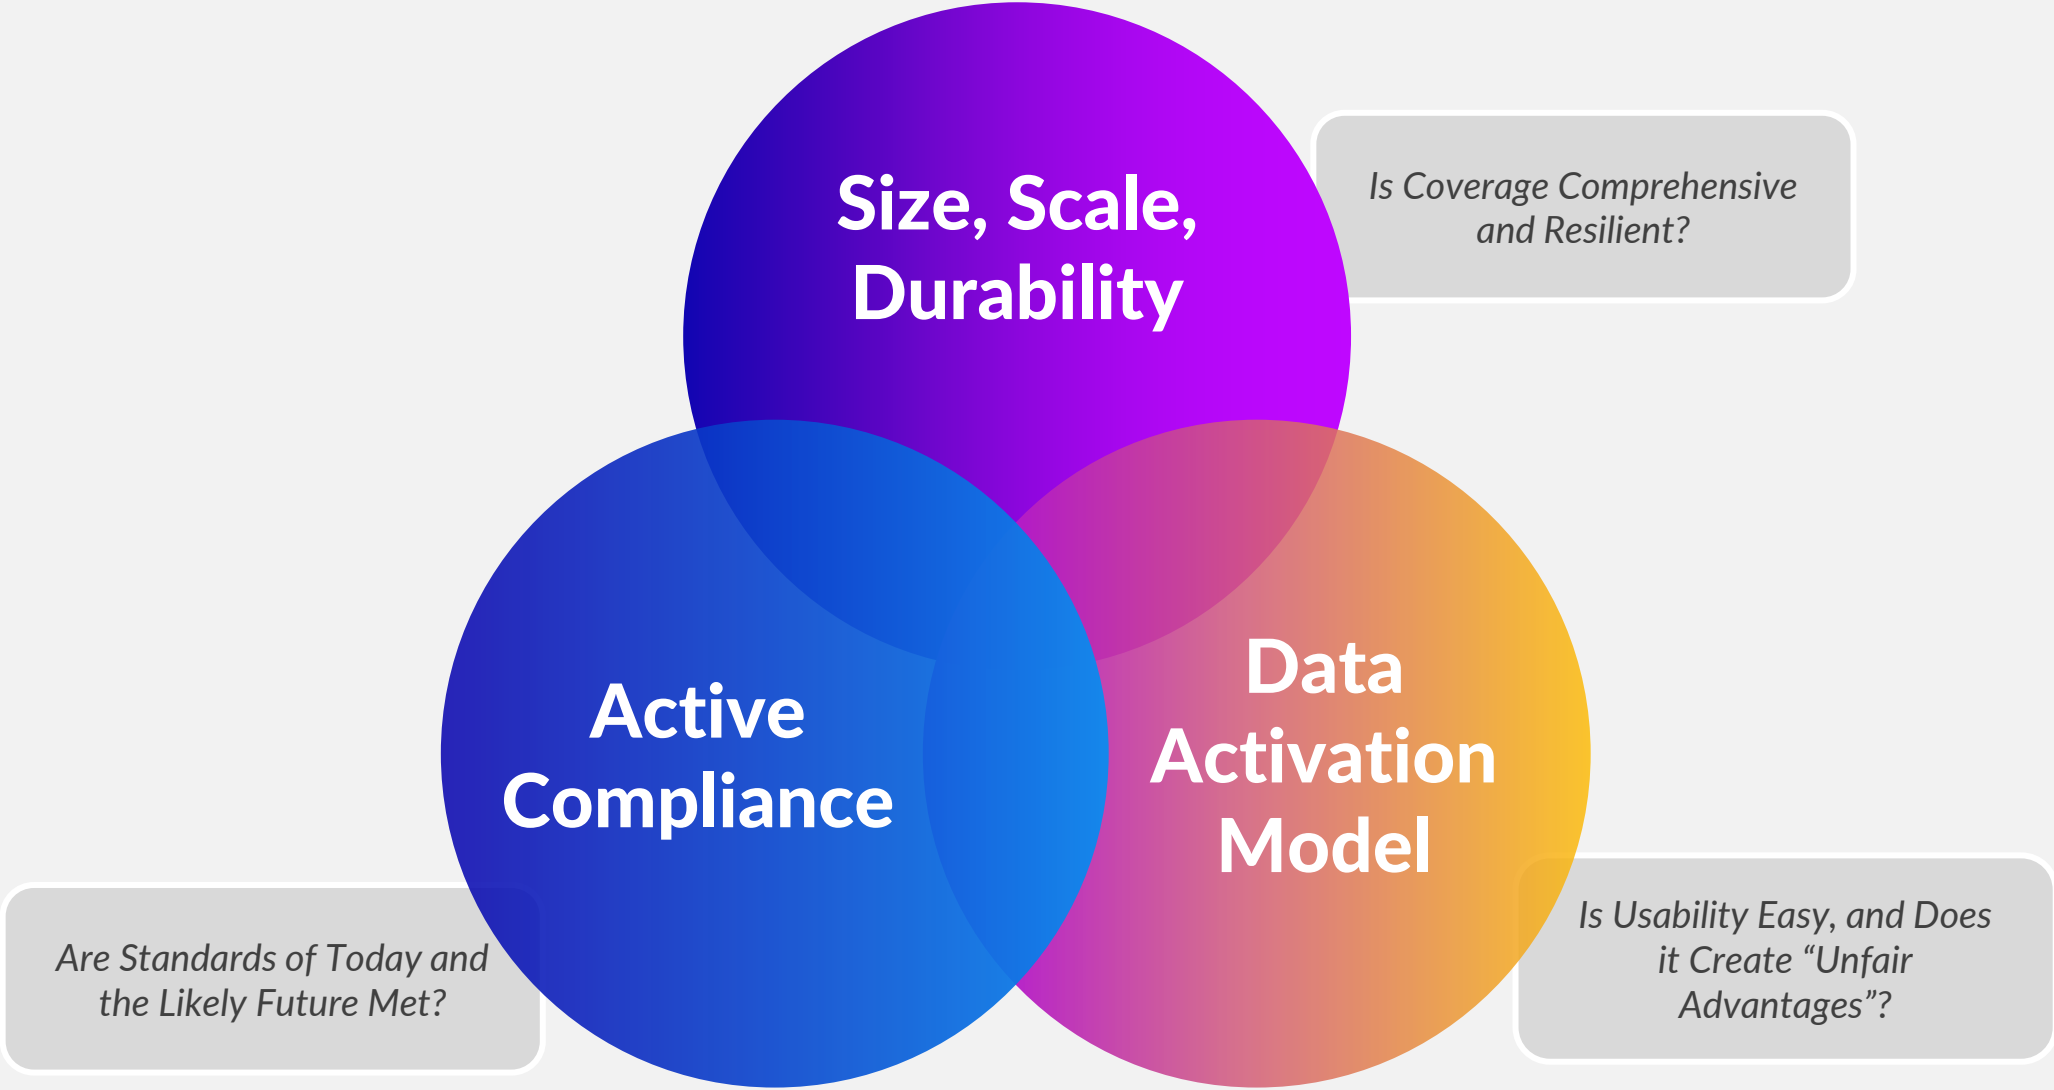 Size, Scale,
Durability
Is Coverage Comprehensive
and Resilient?
Active
Compliance
Data
Activation
Model
Are Standards of Today and
the Likely Future Met?
Is Usability Easy, and Does
it Create “Unfair
Advantages”?